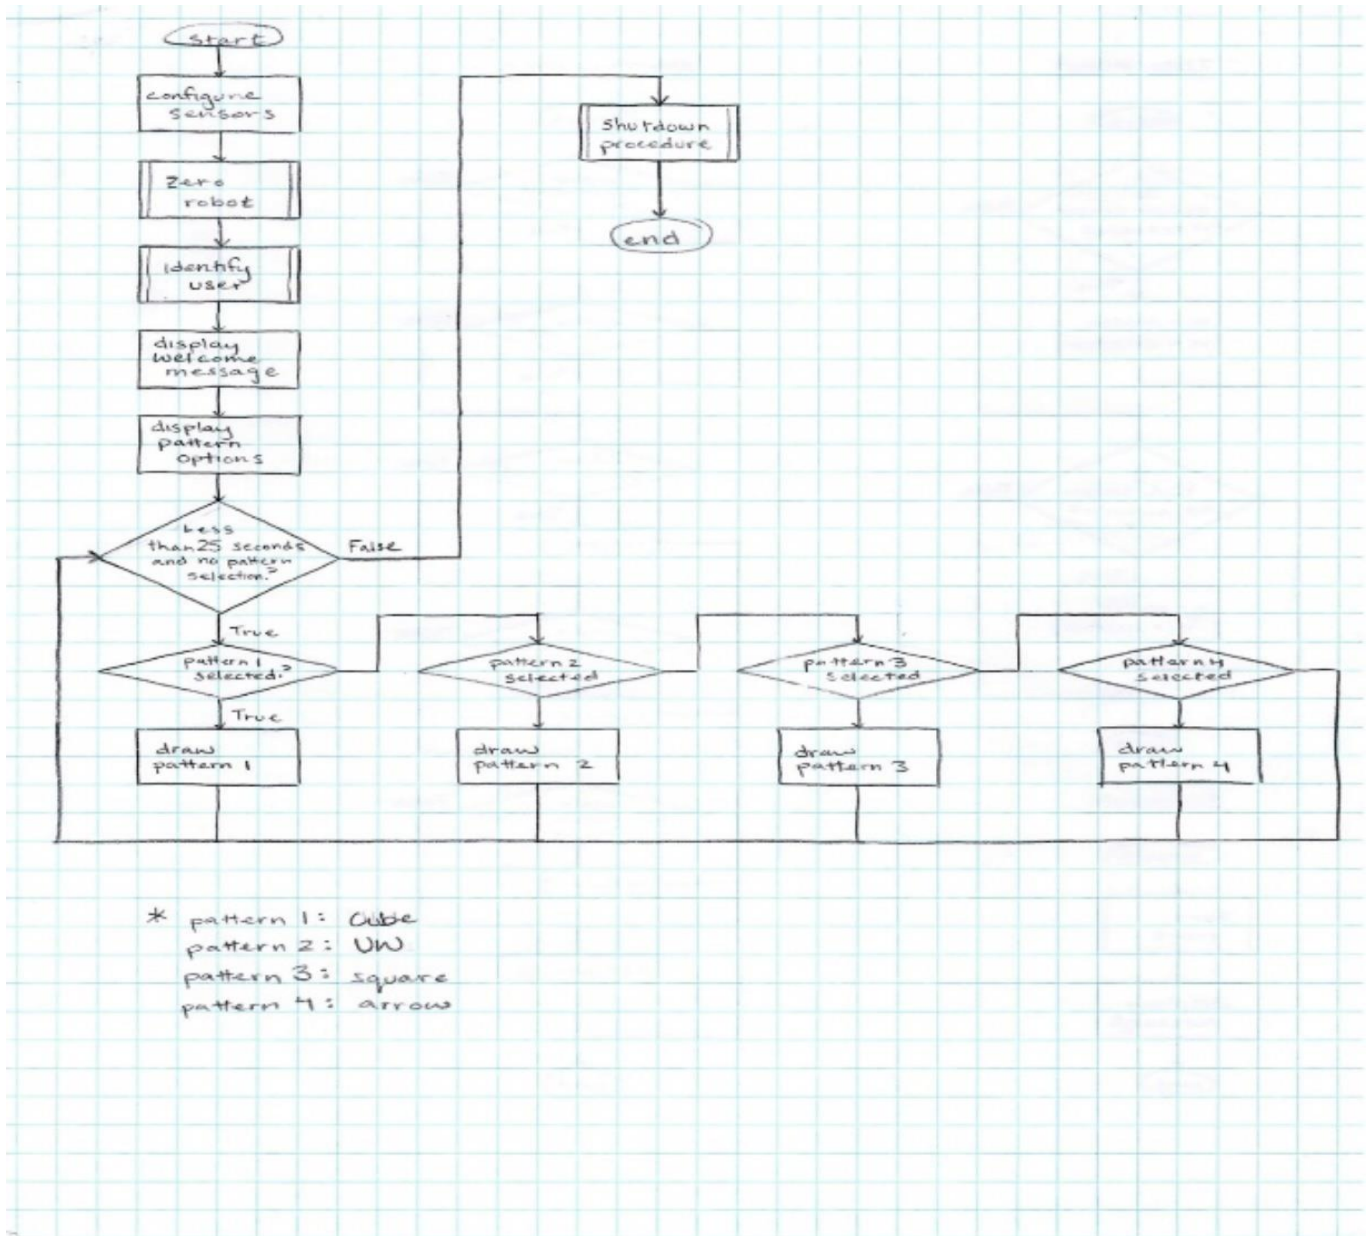 start
configure
sensors
Zero
robot
identify
user
display
welcome
message
display
pattern
options
Less
than 25 seconds
and no pattern
selection?
False
shutdown
procedure
end
True
pattern 1
selected?
True
draw
pattern 1
pattern 2
selected
draw
pattern 2
pattern 3
selected
draw
pattern 3
pattern 4
selected
draw
pattern 4
* pattern 1: Cube
pattern 2: UW
pattern 3: square
pattern 4: arrow